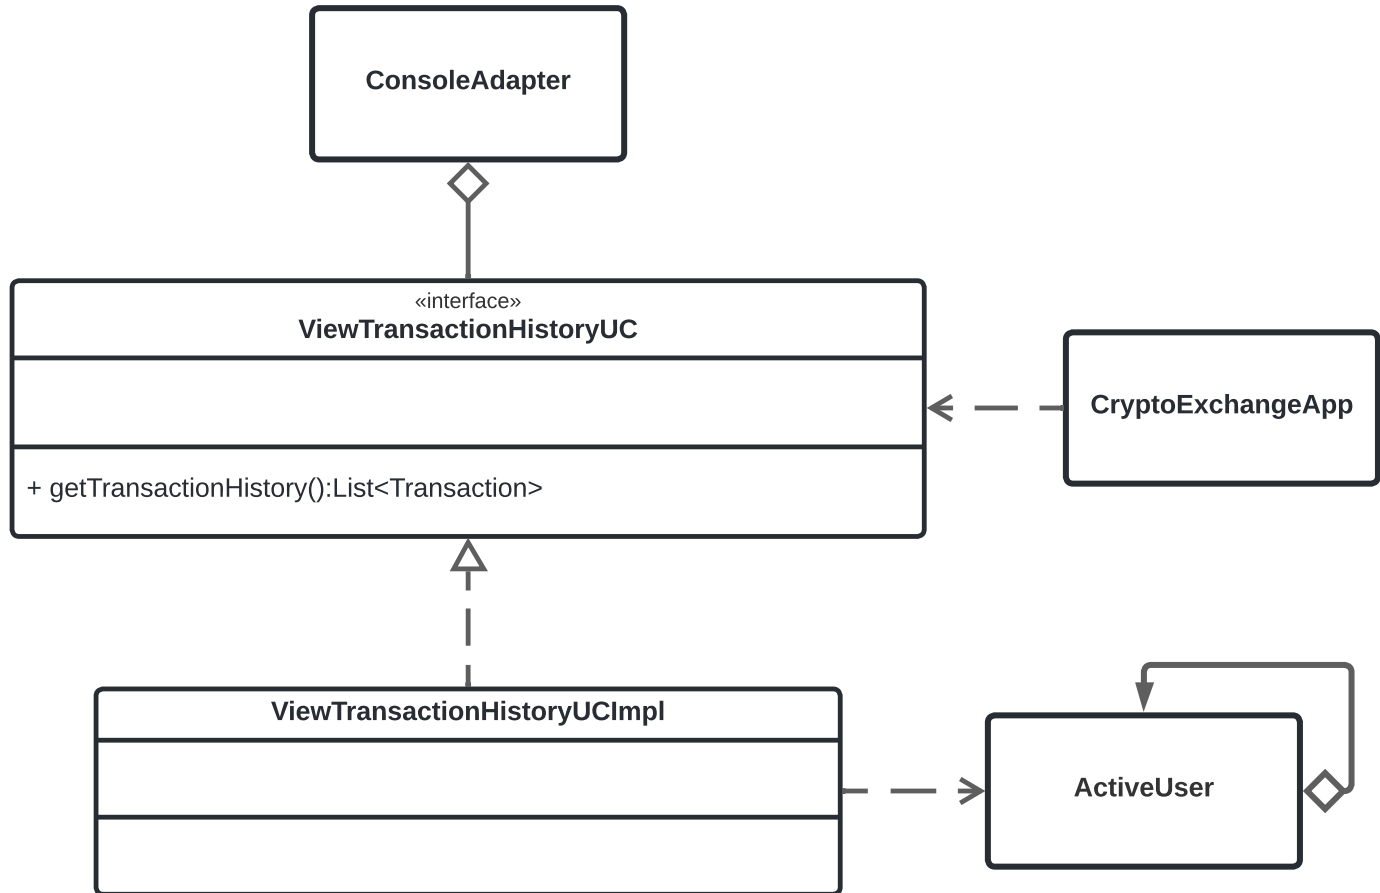 ConsoleAdapter
«interface»
ViewTransactionHistoryUC
CryptoExchangeApp
+ getTransactionHistory():List<Transaction>
ViewTransactionHistoryUCImpl
ActiveUser